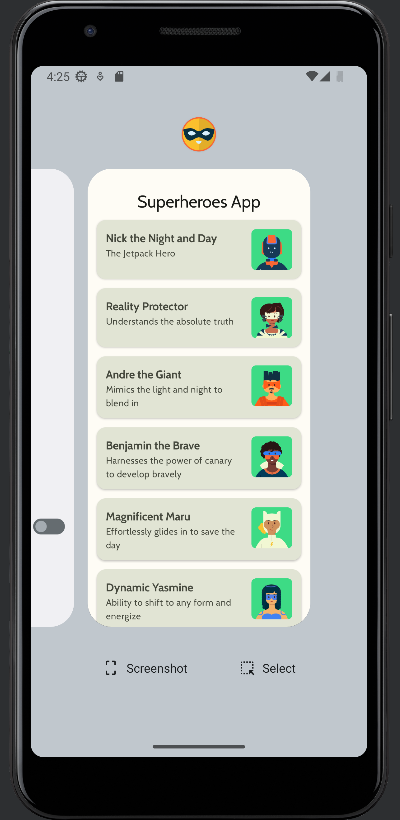 4:25
Superheroes App
Nick the Night and Day
The Jetpack Hero
Reality Protector
Understands the absolute truth
Andre the Giant
Mimics the light and night to
blend in
Benjamin the Brave
Harnesses the power of canary
to develop bravely
Magnificent Maru
Effortlessly glides in to save the
day
Dynamic Yasmine
Ability to shift to any form and
energize
Screenshot
Select